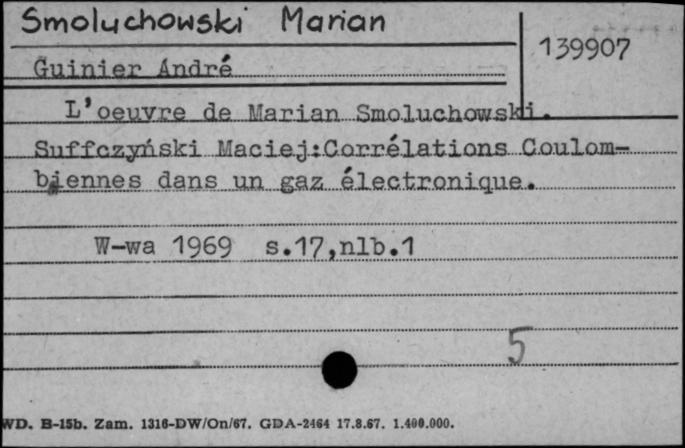 Smoluchowski Marian
139907
Guinier André
L'oeuvre de Marian Smoluchowski.
Suffczyński Maciej:Corrélations Coulom-
biennes dans un gaz électronique.
W-wa 1969 s.17,nlb.1
5
WD. B-15b. Zam. 1316-DW/On/67. GDA-2464 17.8.67. 1.400.000.